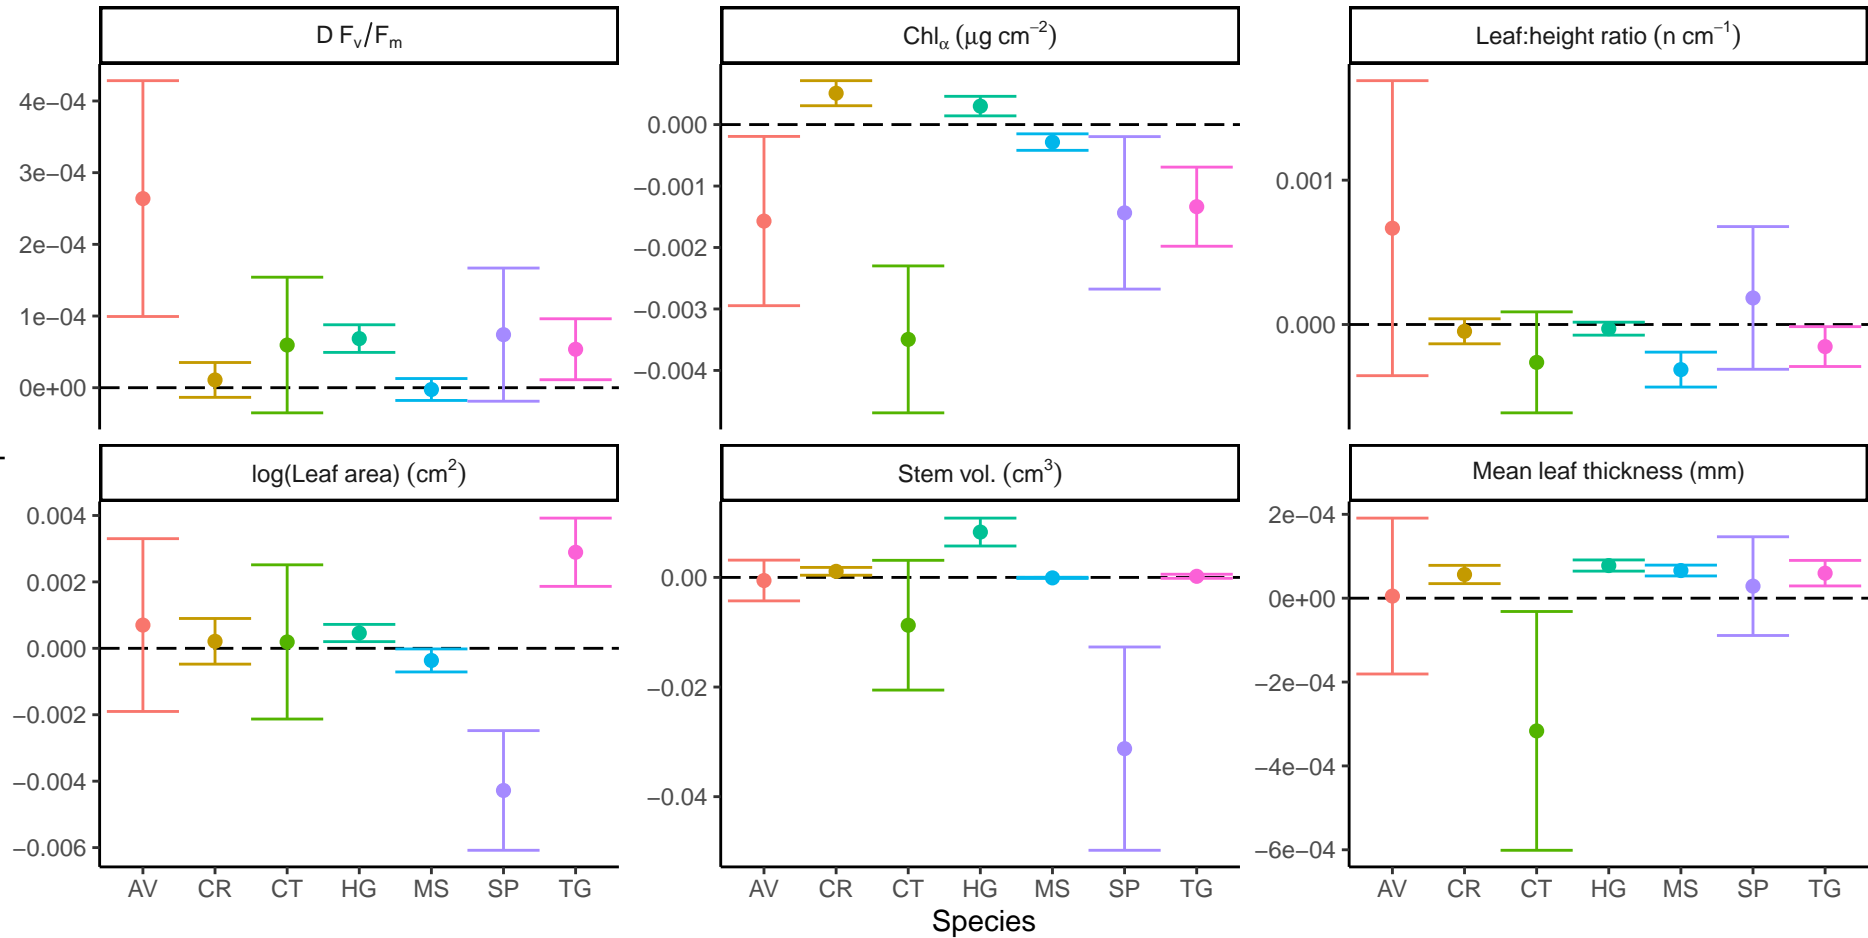 D Fᵥ/Fₘ
Chlₐ (μg cm⁻²)
Leaf:height ratio (n cm⁻¹)
4e−04
3e−04
2e−04
1e−04
0e+00
0.000
−0.001
−0.002
−0.003
−0.004
0.001
0.000
log(Leaf area) (cm²)
Stem vol. (cm³)
Mean leaf thickness (mm)
0.004
0.002
0.000
−0.002
−0.004
−0.006
0.00
−0.02
−0.04
2e−04
0e+00
−2e−04
−4e−04
−6e−04
AV CR CT HG MS SP TG
AV CR CT HG MS SP TG
AV CR CT HG MS SP TG
Species